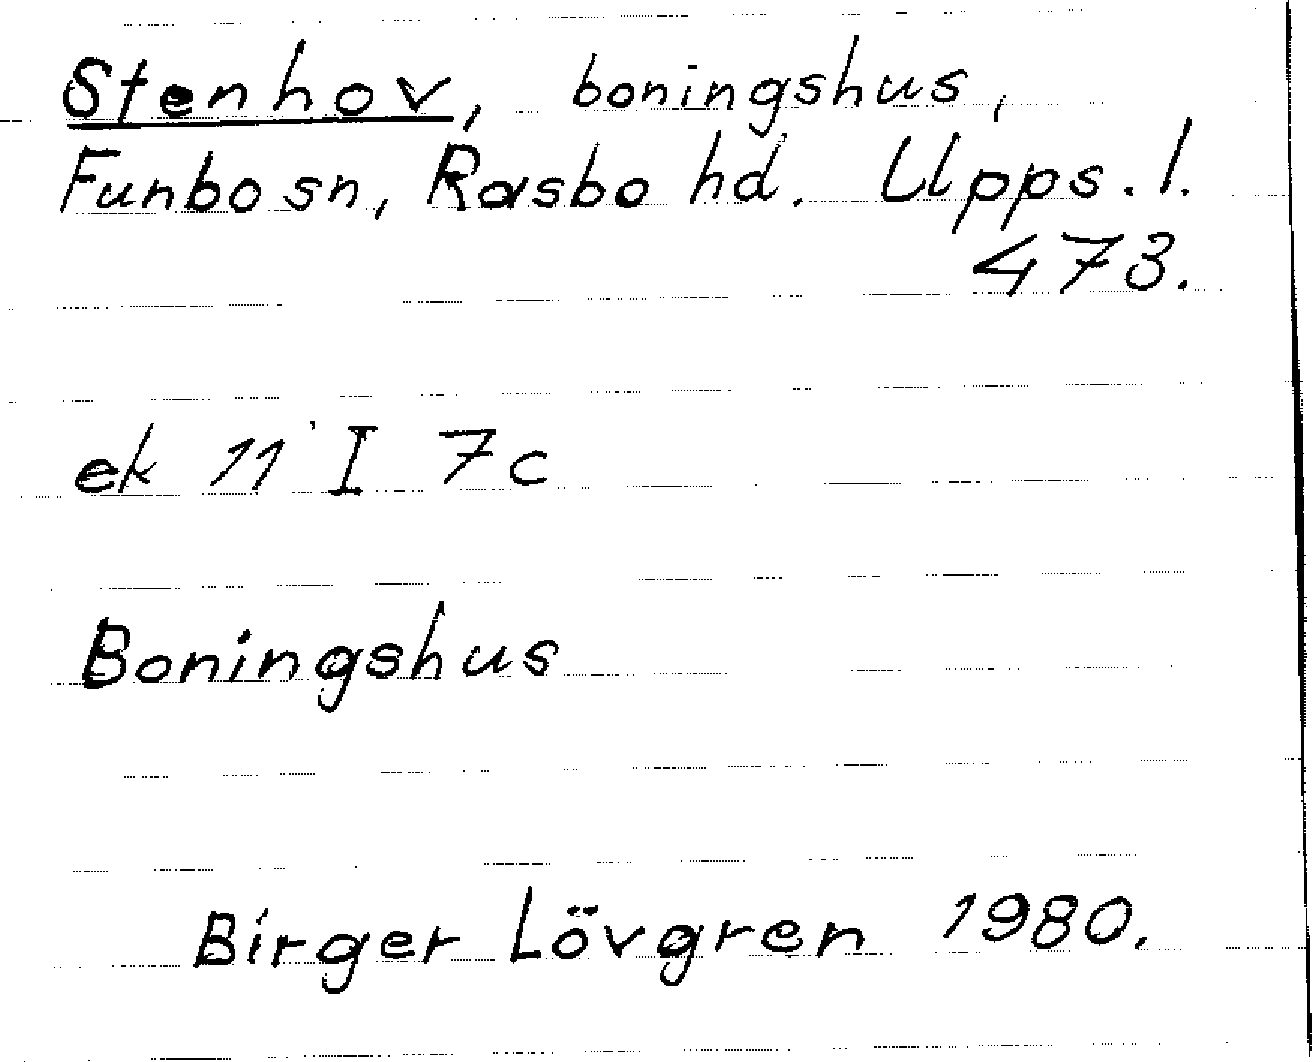 Stenhov, boningshus,
Funbo sn, Rasbo hd. Upps. l.
473.
ek 11 I 7c
Boningshus
Birger Lövgren 1980.